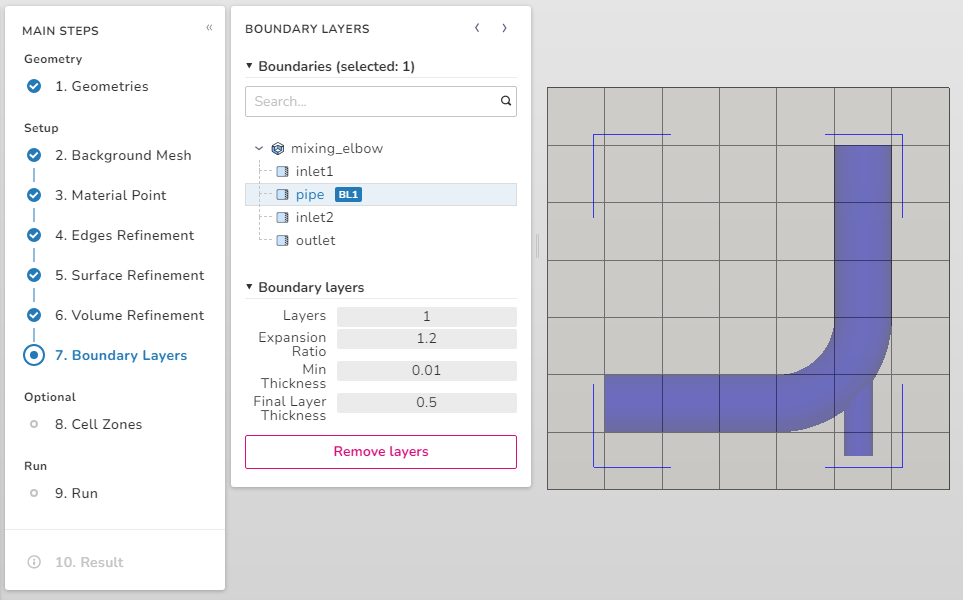 MAIN STEPS
«
Geometry
1. Geometries
Setup
2. Background Mesh
3. Material Point
4. Edges Refinement
5. Surface Refinement
6. Volume Refinement
7. Boundary Layers
Optional
8. Cell Zones
Run
9. Run
10. Result
BOUNDARY LAYERS
Boundaries (selected: 1)
Search...
mixing_elbow
inlet1
pipe BL1
inlet2
outlet
Boundary layers
Layers 1
Expansion
Ratio 1.2
Min
Thickness 0.01
Final Layer
Thickness 0.5
Remove layers